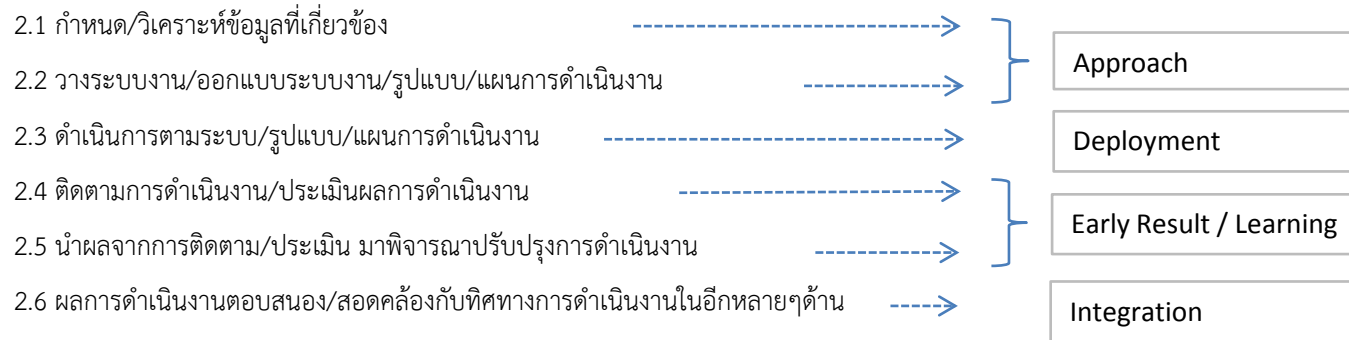 2.1 กำหนด/วิเคราะห์ข้อมูลที่เกี่ยวข้อง
2.2 วางระบบงาน/ออกแบบระบบงาน/รูปแบบ/แผนการดำเนินงาน
Approach
2.3 ดำเนินการตามระบบ/รูปแบบ/แผนการดำเนินงาน
Deployment
2.4 ติดตามการดำเนินงาน/ประเมินผลการดำเนินงาน
2.5 นำผลจากการติดตาม/ประเมิน มาพิจารณาปรับปรุงการดำเนินงาน
Early Result / Learning
2.6 ผลการดำเนินงานตอบสนอง/สอดคล้องกับทิศทางการดำเนินงานในอีกหลายๆด้าน
Integration